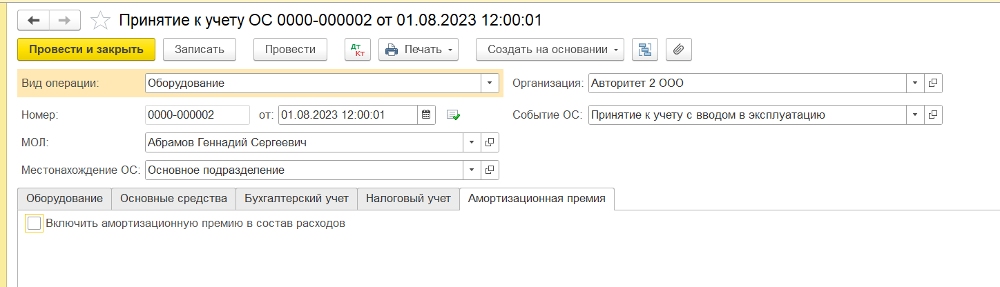 Принятие к учету ОС 0000-000002 от 01.08.2023 12:00:01
Провести и закрыть Записать Провести Дт Кт Печать Создать на основании
Вид операции: Оборудование Организация: Авторитет 2 ООО
Номер: 0000-000002 от: 01.08.2023 12:00:01 Событие ОС: Принятие к учету с вводом в эксплуатацию
МОЛ: Абрамов Геннадий Сергеевич
Местонахождение ОС: Основное подразделение
Оборудование Основные средства Бухгалтерский учет Налоговый учет Амортизационная премия
Включить амортизационную премию в состав расходов